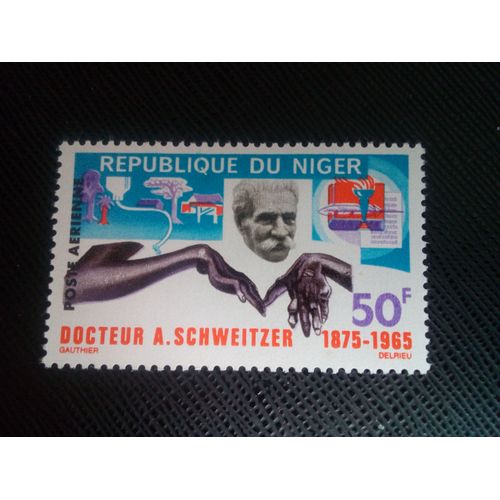 REPUBLIQUE DU NIGER
POSTE AERIENNE
50F
DOCTEUR A. SCHWEITZER 1875-1965
GAUTHIER DELRIEU